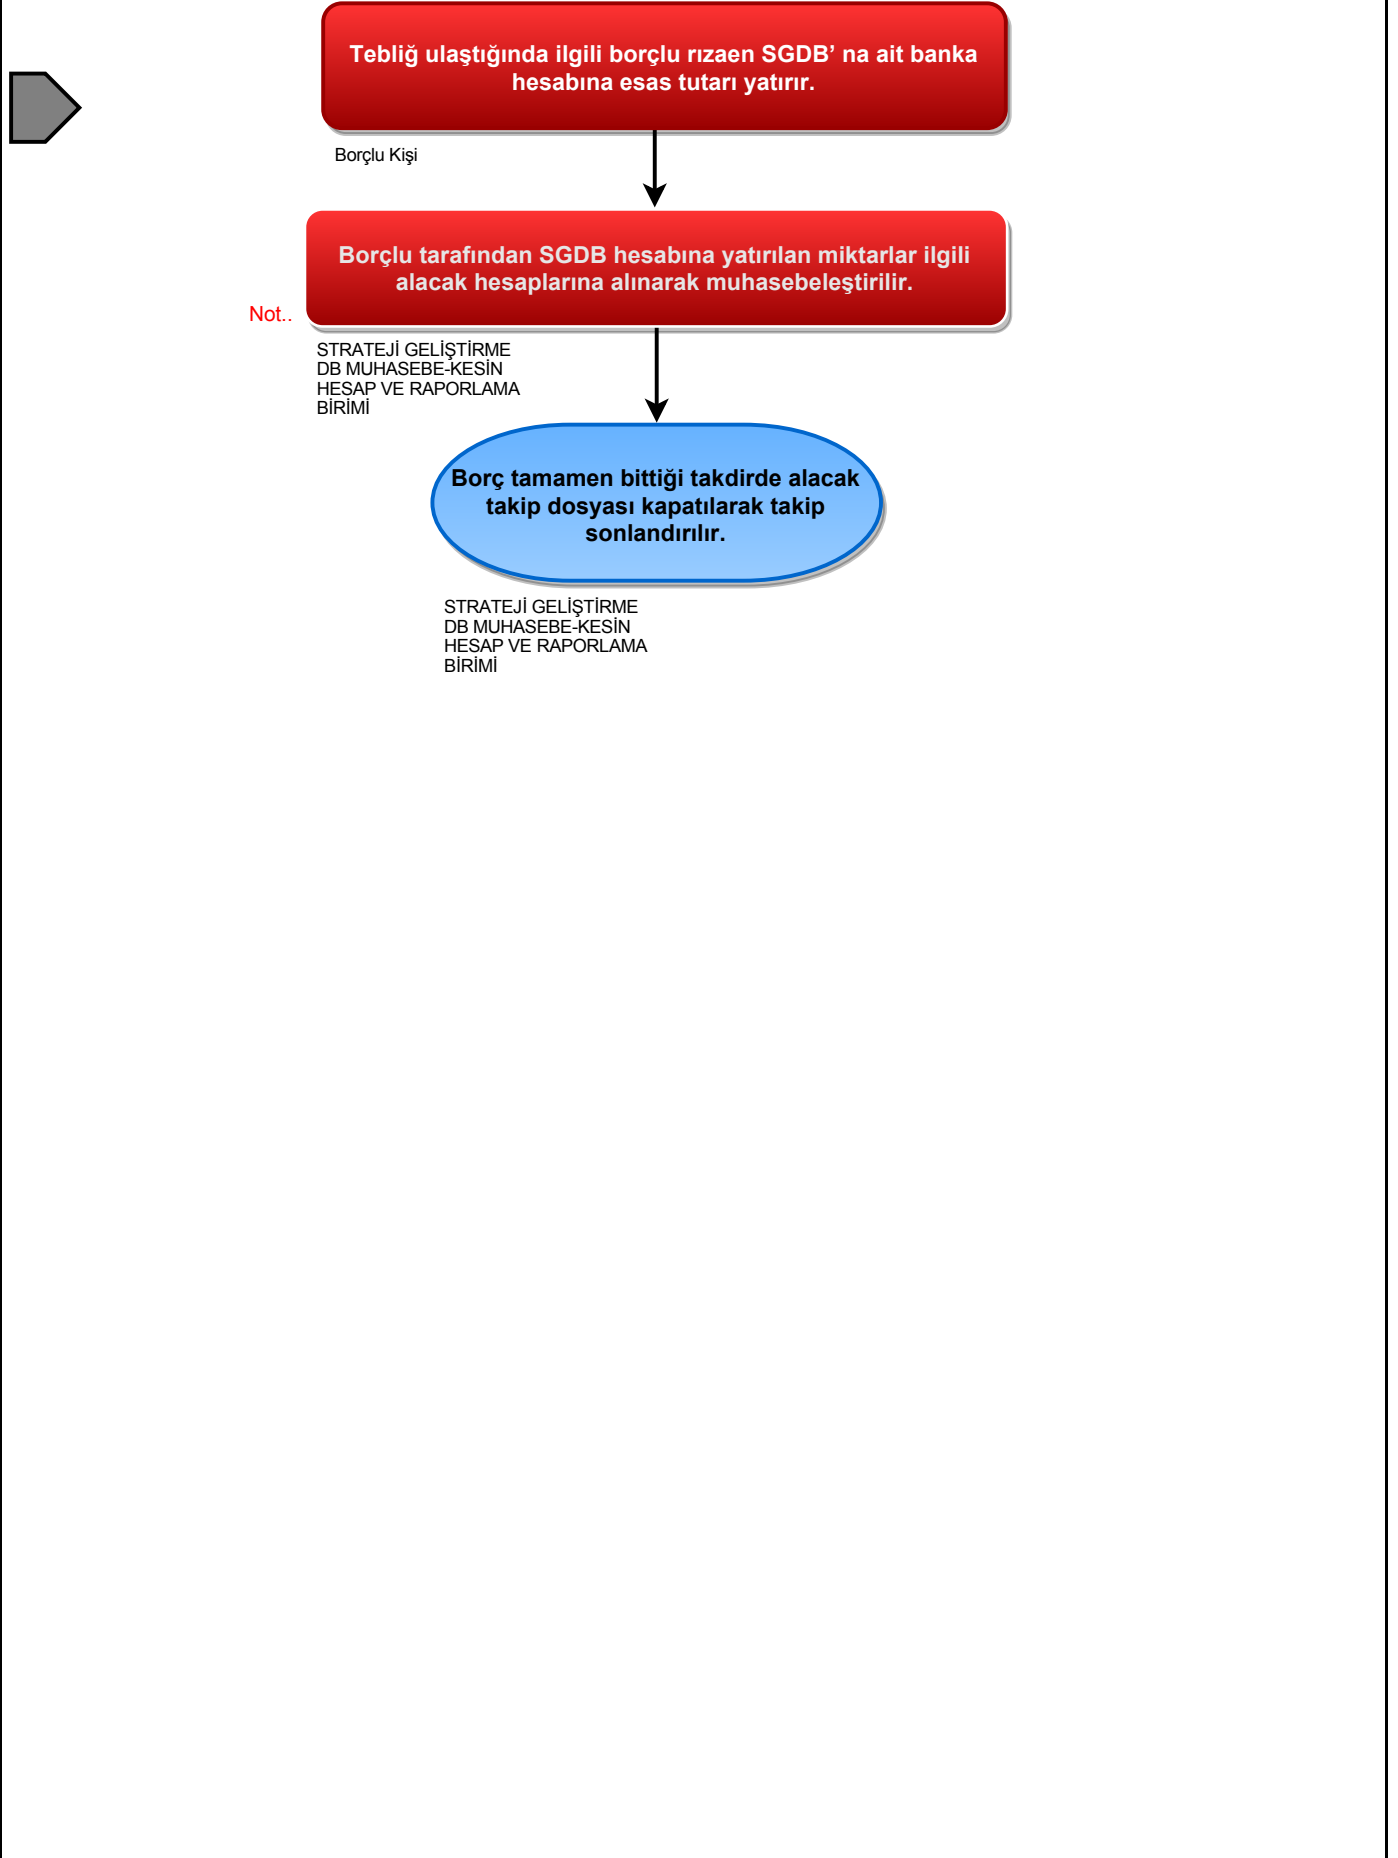 Tebliğ ulaştığında ilgili borçlu rızaen SGDB’ na ait banka
hesabına esas tutarı yatırır.
Borçlu Kişi
Borçlu tarafından SGDB hesabına yatırılan miktarlar ilgili
alacak hesaplarına alınarak muhasebeleştirilir.
Not..
STRATEJİ GELİŞTİRME
DB MUHASEBE-KESİN
HESAP VE RAPORLAMA
BİRİMİ
Borç tamamen bittiği takdirde alacak
takip dosyası kapatılarak takip
sonlandırılır.
STRATEJİ GELİŞTİRME
DB MUHASEBE-KESİN
HESAP VE RAPORLAMA
BİRİMİ